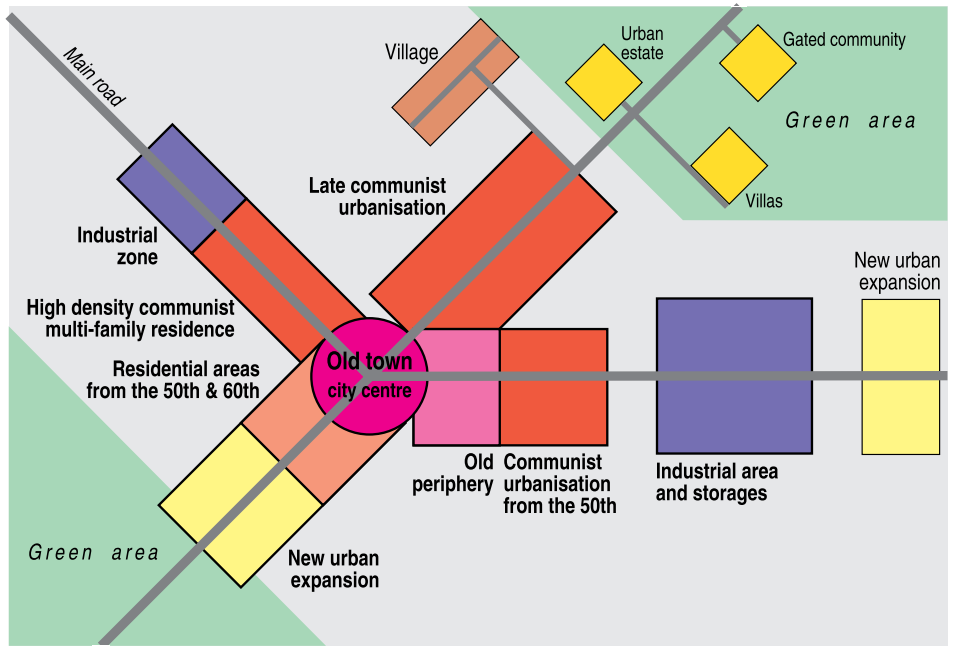 Main road
Village
Urban
estate
Gated community
Green area
Villas
Late communist
urbanisation
Industrial
zone
High density communist
multi-family residence
Residential areas
from the 50th & 60th
Old town
city centre
New urban
expansion
Old
periphery
Communist
urbanisation
from the 50th
Industrial area
and storages
Green area
New urban
expansion